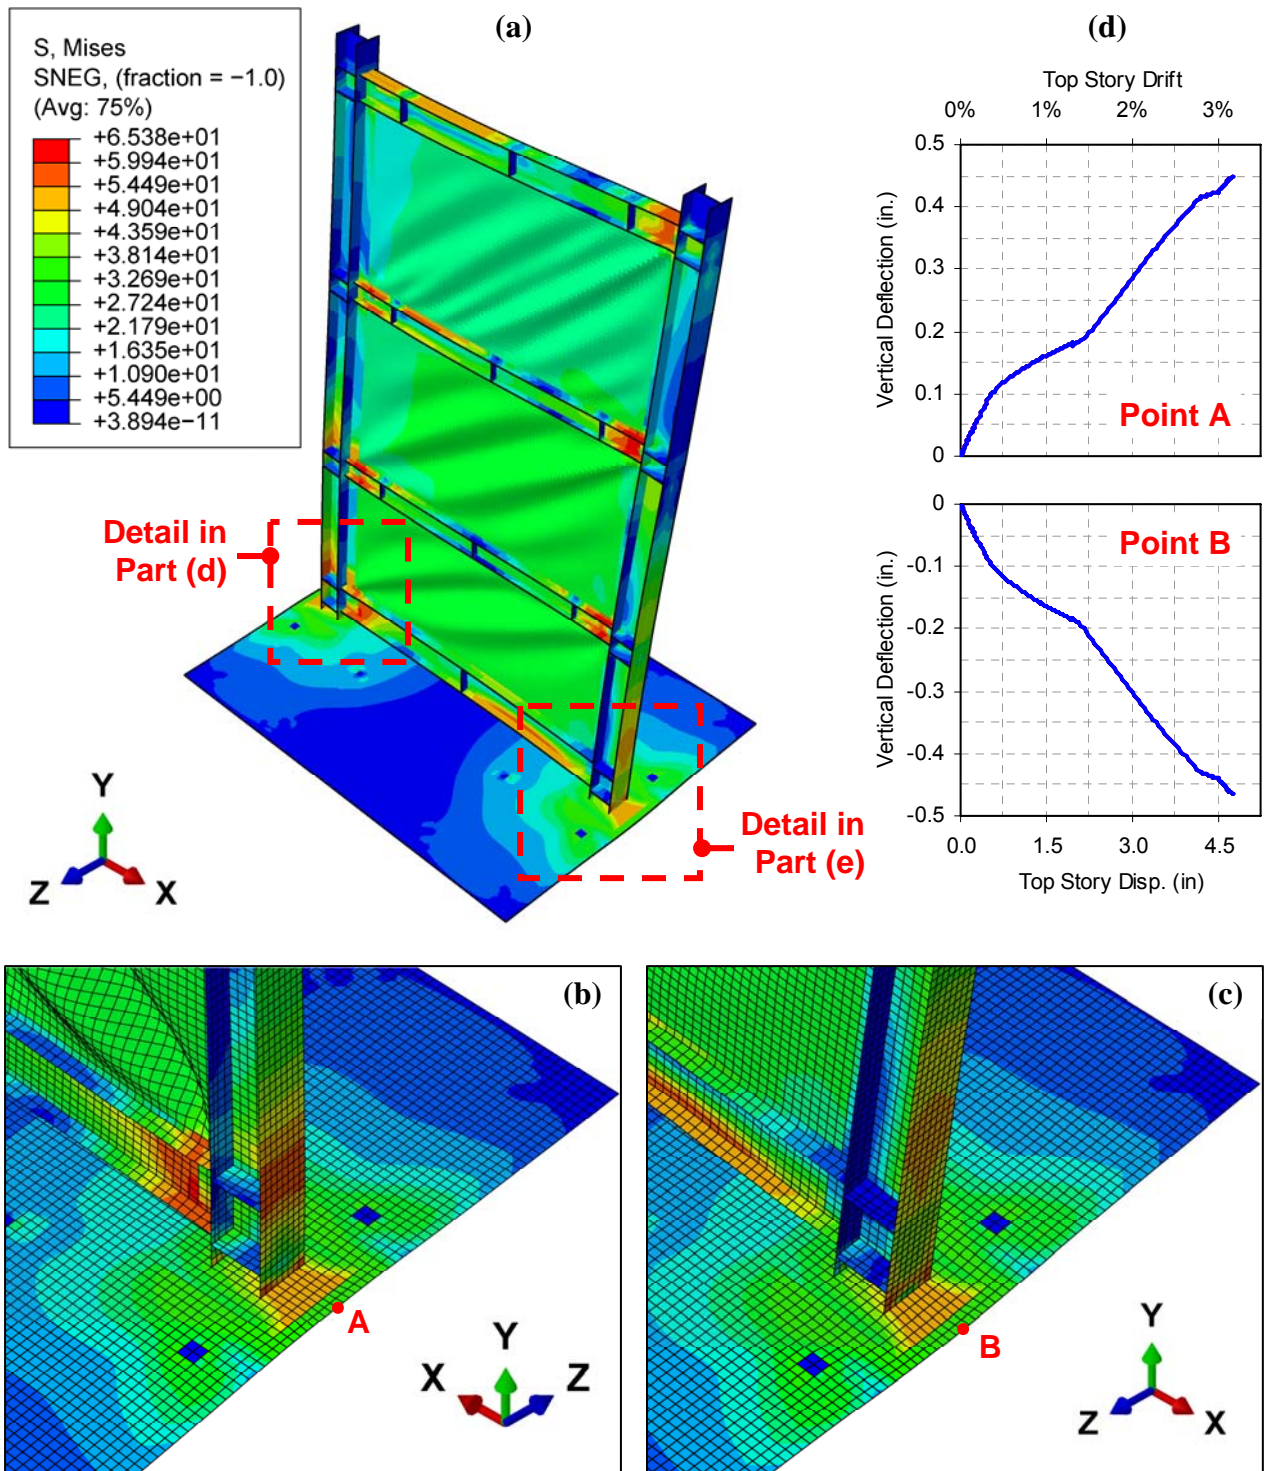 (a)
(d)
S, Mises
SNEG, (fraction = −1.0)
(Avg: 75%)
+6.538e+01
+5.994e+01
+5.449e+01
+4.904e+01
+4.359e+01
+3.814e+01
+3.269e+01
+2.724e+01
+2.179e+01
+1.635e+01
+1.090e+01
+5.449e+00
+3.894e−11
Detail in
Part (d)
Detail in
Part (e)
Y
Z
X
Top Story Drift
0%
1%
2%
3%
Vertical Deflection (in.)
0.5
0.4
0.3
0.2
0.1
0
Point A
Vertical Deflection (in.)
0
-0.1
-0.2
-0.3
-0.4
-0.5
Point B
0.0
1.5
3.0
4.5
Top Story Disp. (in)
(b)
A
Y
X
Z
(c)
B
Y
Z
X